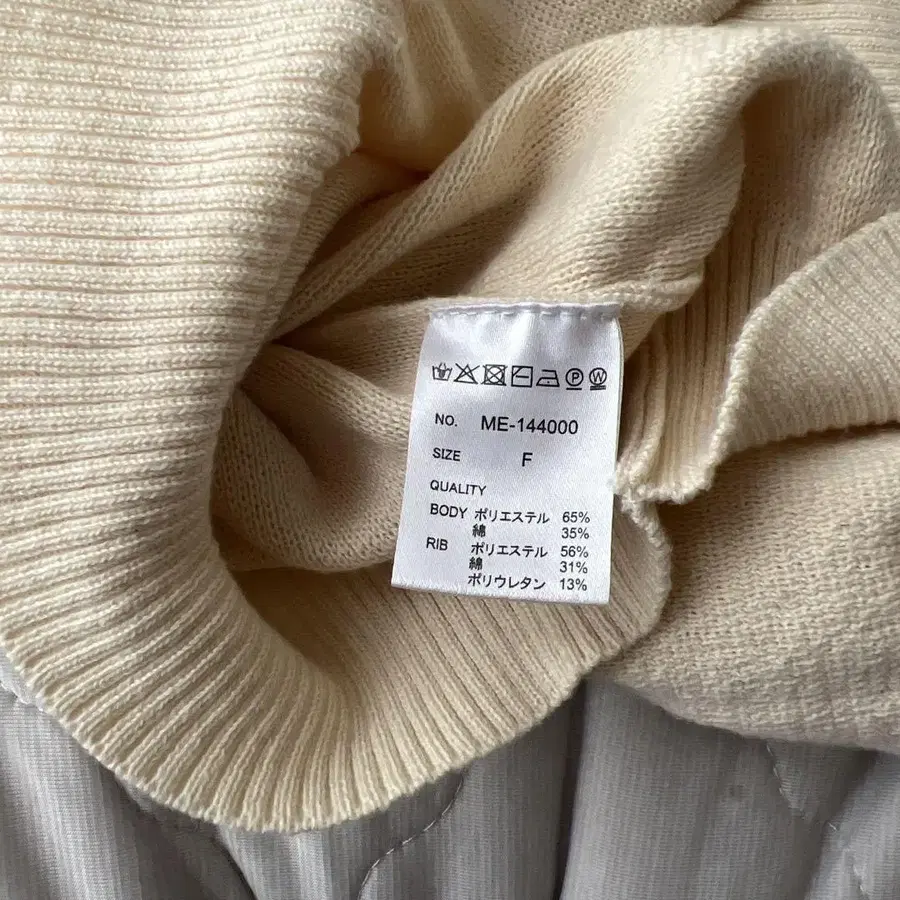 NO. ME-144000
SIZE F
QUALITY
BODY ポリエステル 65%
綿 35%
RIB ポリエステル 56%
綿 31%
ポリウレタン 13%